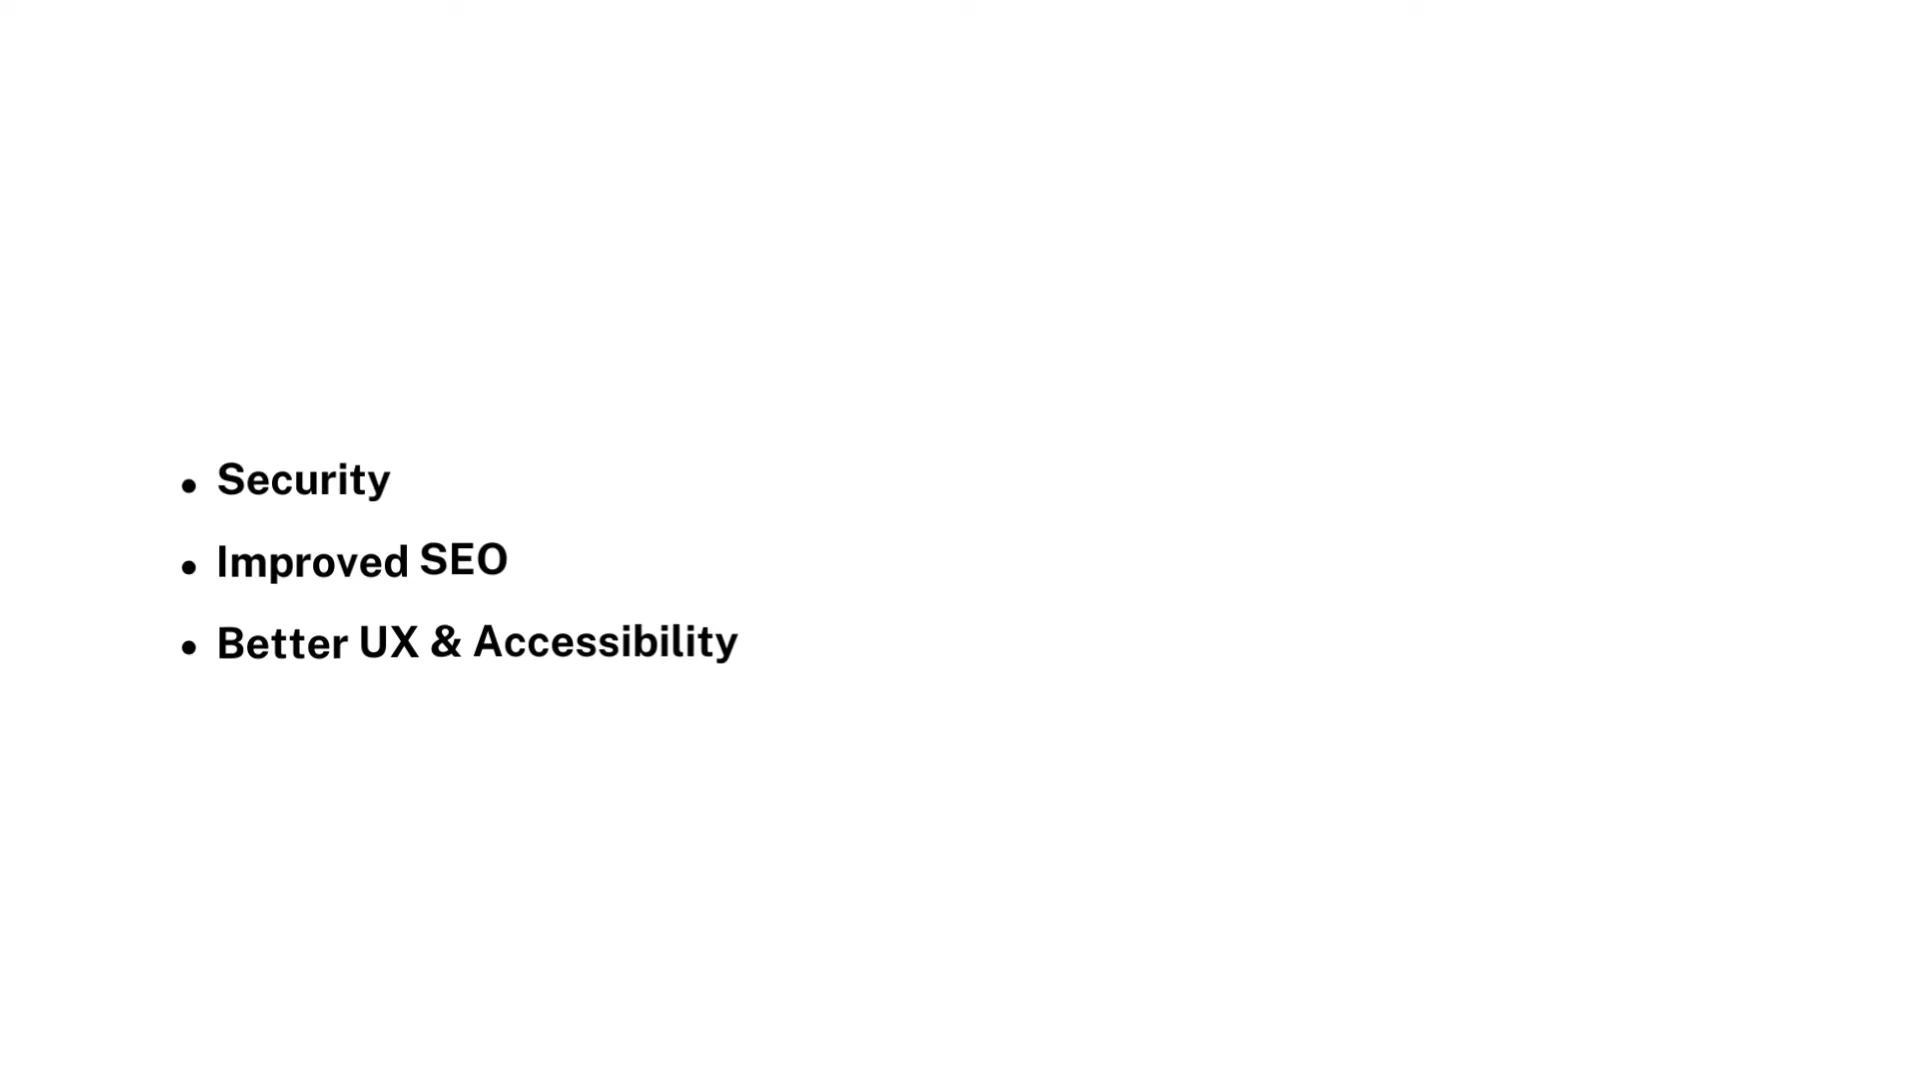 • Security
• Improved SEO
• Better UX & Accessibility